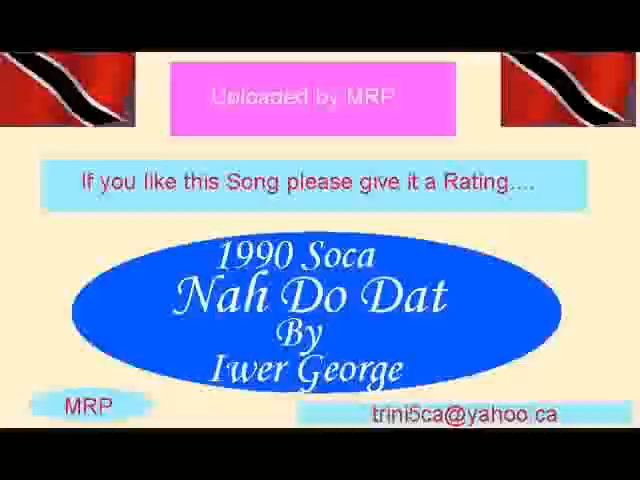 Uploaded by MRP
If you like this Song please give it a Rating....
1990 Soca
Nah Do Dat
By
Iwer George
MRP
trini5ca@yahoo.ca